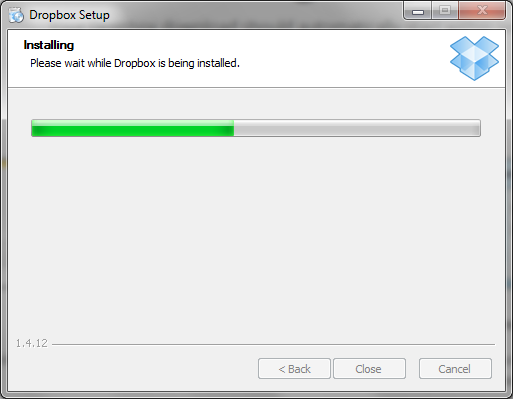 Dropbox Setup
Installing
Please wait while Dropbox is being installed.
1.4.12
< Back
Close
Cancel